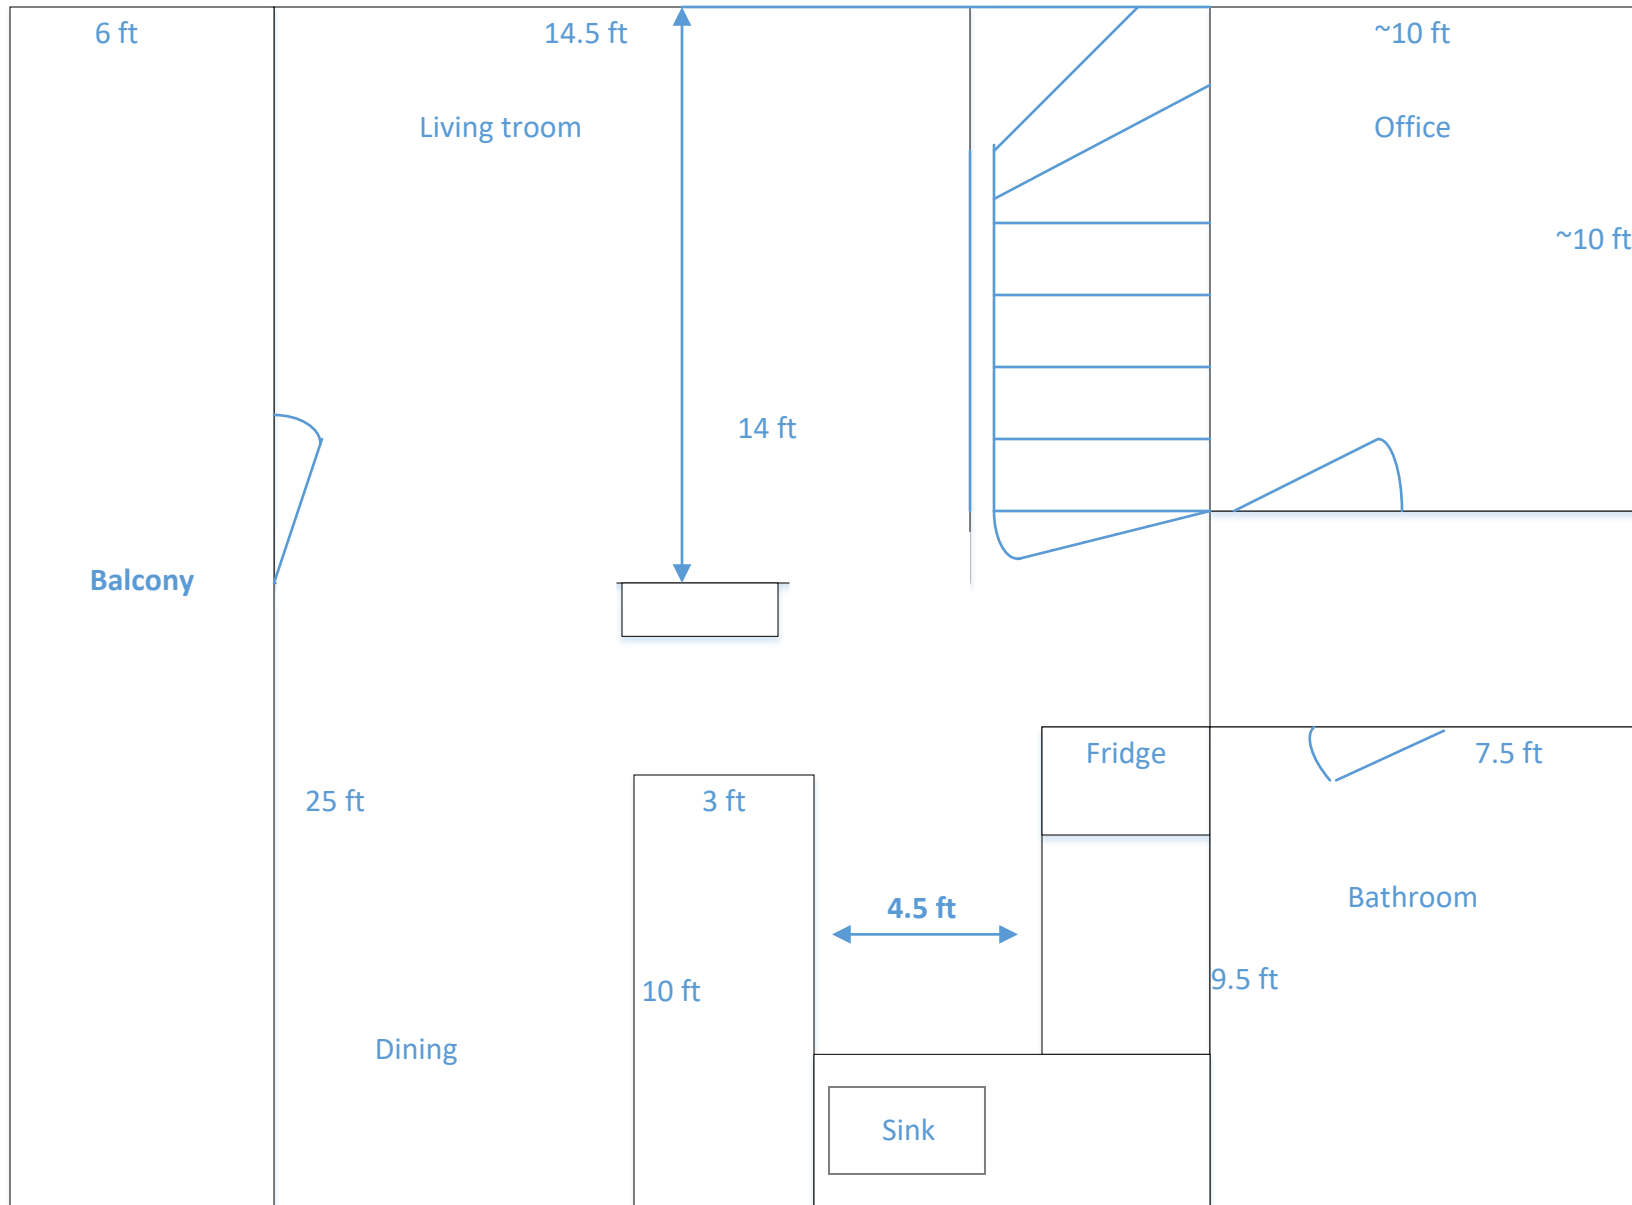 6 ft
14.5 ft
~10 ft
Living troom
Office
~10 ft
14 ft
Balcony
Fridge
7.5 ft
25 ft
3 ft
Bathroom
4.5 ft
9.5 ft
10 ft
Dining
Sink